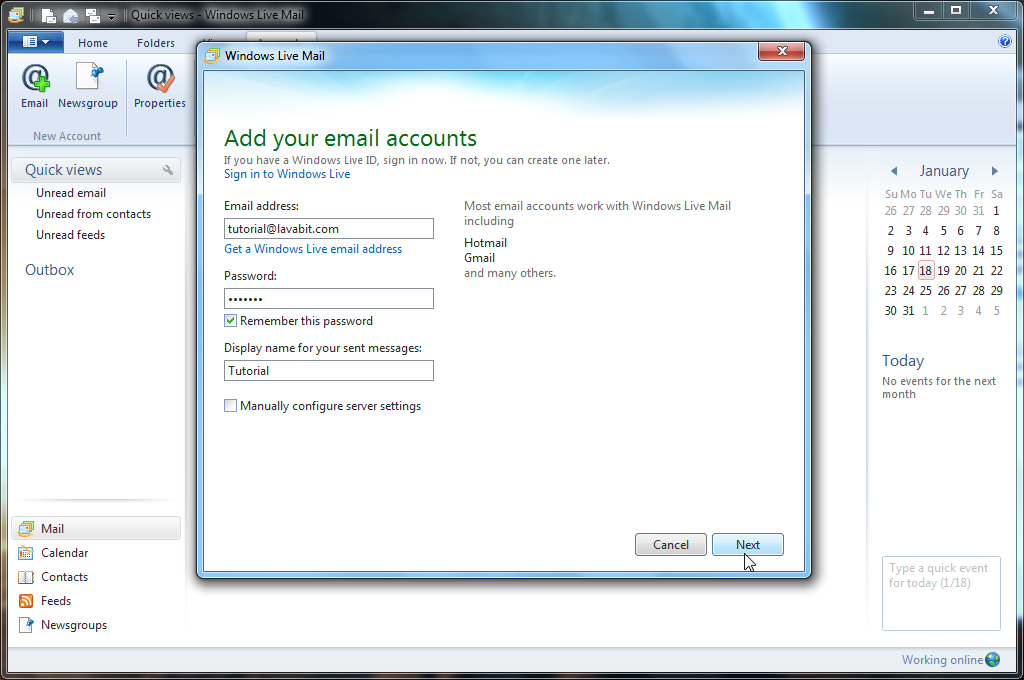 Quick views - Windows Live Mail
Home
Folders
Email
Newsgroup
Properties
New Account
Quick views
Unread email
Unread from contacts
Unread feeds
Outbox
Mail
Calendar
Contacts
Feeds
Newsgroups
Windows Live Mail
Add your email accounts
If you have a Windows Live ID, sign in now. If not, you can create one later.
Sign in to Windows Live
Email address:
tutorial@lavabit.com
Get a Windows Live email address
Password:
•••••••
Remember this password
Display name for your sent messages:
Tutorial
Manually configure server settings
Most email accounts work with Windows Live Mail
including
Hotmail
Gmail
and many others.
Cancel
Next
January
Su Mo Tu We Th Fr Sa
26 27 28 29 30 31 1
2 3 4 5 6 7 8
9 10 11 12 13 14 15
16 17 18 19 20 21 22
23 24 25 26 27 28 29
30 31 1 2 3 4 5
Today
No events for the next
month
Type a quick event
for today (1/18)
Working online